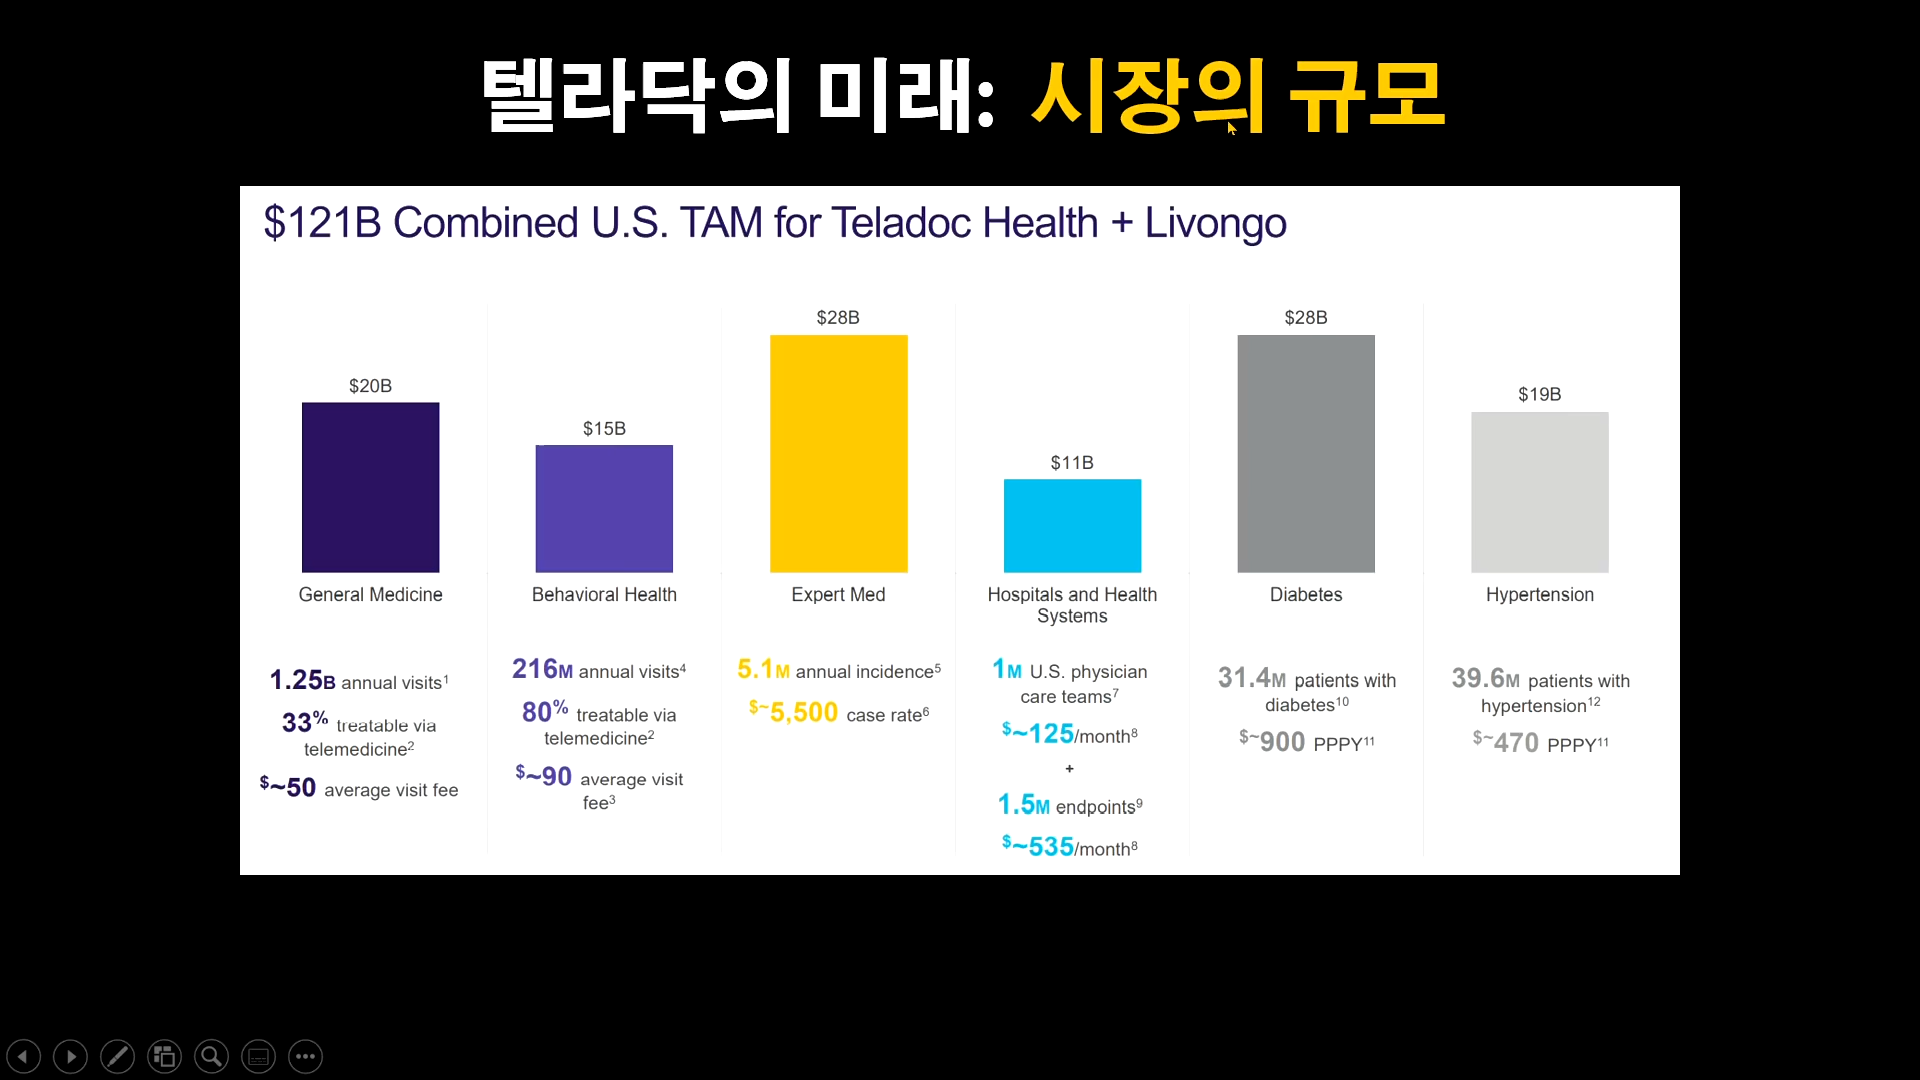 텔라닥의 미래: 시장의 규모
$121B Combined U.S. TAM for Teladoc Health + Livongo
$20B
General Medicine
1.25B annual visits1
33% treatable via
telemedicine2
$~50 average visit fee
$15B
Behavioral Health
216M annual visits4
80% treatable via
telemedicine2
$~90 average visit
fee3
$28B
Expert Med
5.1M annual incidence5
$~5,500 case rate6
$11B
Hospitals and Health
Systems
1M U.S. physician
care teams7
$~125/month8
+
1.5M endpoints9
$~535/month8
$28B
Diabetes
31.4M patients with
diabetes10
$~900 PPPY11
$19B
Hypertension
39.6M patients with
hypertension12
$~470 PPPY11